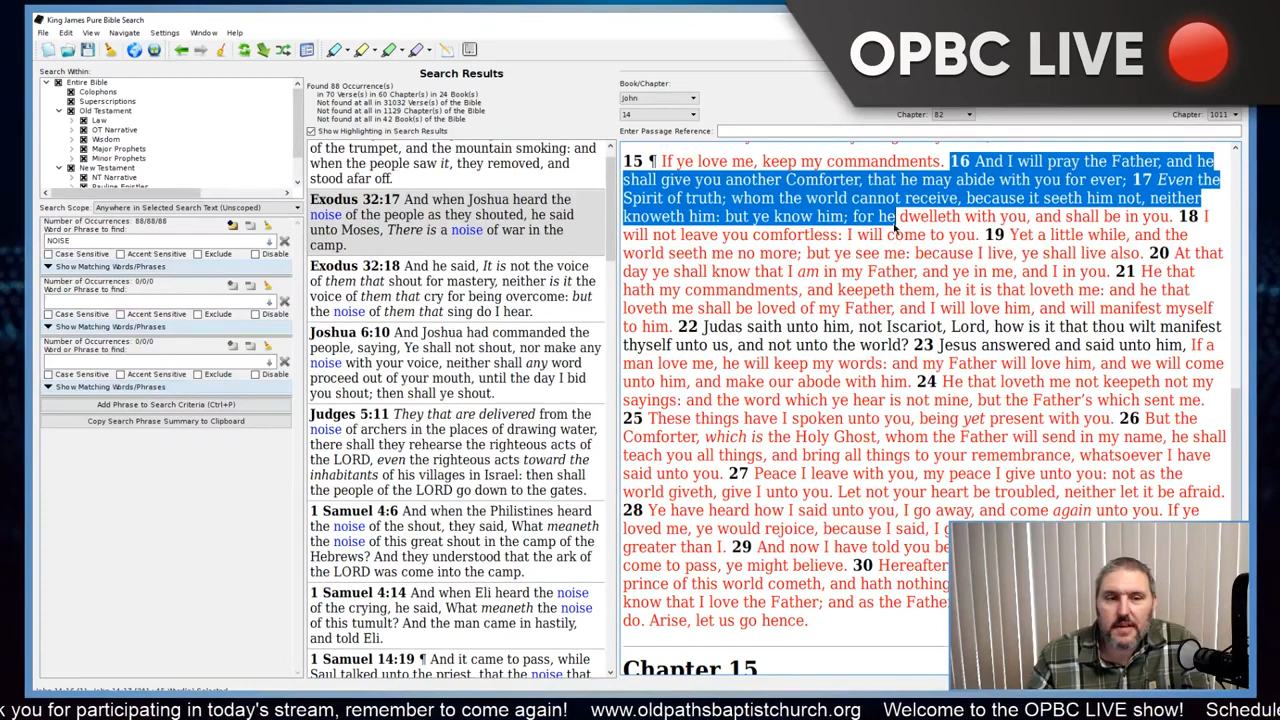 King James Pure Bible Search
File Edit View Navigate Settings Window Help
OPBC LIVE
Search Within:
Entire Bible
Colophons
Superscriptions
Old Testament
Law
OT Narrative
Wisdom
Major Prophets
Minor Prophets
New Testament
NT Narrative
Pauline Epistles
Search Scope: Anywhere in Selected Search Text (Unsorted)
Number of Occurrences: 88/88/88
Word or Phrase to find:
NOISE
Case Sensitive Accent Sensitive Exclude Disable
Show Matching Words/Phrases
Number of Occurrences: 0/0/0
Word or Phrase to find:
Case Sensitive Accent Sensitive Exclude Disable
Show Matching Words/Phrases
Number of Occurrences: 0/0/0
Word or Phrase to find:
Case Sensitive Accent Sensitive Exclude Disable
Show Matching Words/Phrases
Add Phrase to Search Criteria (Ctrl+P)
Copy Search Phrase Summary to Clipboard
Search Results
Found 88 Occurrence(s)
in 70 Verse(s) in 60 Chapter(s) in 24 Book(s)
Not found at all in 31032 Verse(s) of the Bible
Not found at all in 1129 Chapter(s) of the Bible
Not found at all in 42 Book(s) of the Bible
Show Highlighting in Search Results
of the trumpet, and the mountain smoking: and
when the people saw it, they removed, and
stood afar off.
Exodus 32:17 And when Joshua heard the
noise of the people as they shouted, he said
unto Moses, There is a noise of war in the
camp.
Exodus 32:18 And he said, It is not the voice
of them that shout for mastery, neither is it the
voice of them that cry for being overcome: but
the noise of them that sing do I hear.
Joshua 6:10 And Joshua had commanded the
people, saying, Ye shall not shout, nor make any
noise with your voice, neither shall any word
proceed out of your mouth, until the day I bid
you shout; then shall ye shout.
Judges 5:11 They that are delivered from the
noise of archers in the places of drawing water,
there shall they rehearse the righteous acts of
the LORD, even the righteous acts toward the
inhabitants of his villages in Israel: then shall
the people of the LORD go down to the gates.
1 Samuel 4:6 And when the Philistines heard
the noise of the shout, they said, What meaneth
the noise of this great shout in the camp of the
Hebrews? And they understood that the ark of
the LORD was come into the camp.
1 Samuel 4:14 And when Eli heard the noise
of the crying, he said, What meaneth the noise
of this tumult? And the man came in hastily,
and told Eli.
1 Samuel 14:19 ¶ And it came to pass, while
Saul talked unto the priest, that the noise that
Book/Chapter:
John
14
Chapter: 82
Chapter: 1011
Enter Passage Reference:
15 ¶ If ye love me, keep my commandments. 16 And I will pray the Father, and he
shall give you another Comforter, that he may abide with you for ever; 17 Even the
Spirit of truth; whom the world cannot receive, because it seeth him not, neither
knoweth him: but ye know him; for he dwelleth with you, and shall be in you. 18 I
will not leave you comfortless: I will come to you. 19 Yet a little while, and the
world seeth me no more; but ye see me: because I live, ye shall live also. 20 At that
day ye shall know that I am in my Father, and ye in me, and I in you. 21 He that
hath my commandments, and keepeth them, he it is that loveth me: and he that
loveth me shall be loved of my Father, and I will love him, and will manifest myself
to him. 22 Judas saith unto him, not Iscariot, Lord, how is it that thou wilt manifest
thyself unto us, and not unto the world? 23 Jesus answered and said unto him, If a
man love me, he will keep my words: and my Father will love him, and we will come
unto him, and make our abode with him. 24 He that loveth me not keepeth not my
sayings: and the word which ye hear is not mine, but the Father's which sent me.
25 These things have I spoken unto you, being yet present with you. 26 But the
Comforter, which is the Holy Ghost, whom the Father will send in my name, he shall
teach you all things, and bring all things to your remembrance, whatsoever I have
said unto you. 27 Peace I leave with you, my peace I give unto you: not as the
world giveth, give I unto you. Let not your heart be troubled, neither let it be afraid.
28 Ye have heard how I said unto you, I go away, and come again unto you. If ye
loved me, ye would rejoice, because I said, I g
greater than I. 29 And now I have told you be
come to pass, ye might believe. 30 Hereafter
prince of this world cometh, and hath nothing
know that I love the Father; and as the Father
do. Arise, let us go hence.
Chapter 15
k you for participating in today's stream, remember to come again! www.oldpathsbaptistchurch.org Welcome to the OPBC LIVE show! Schedule